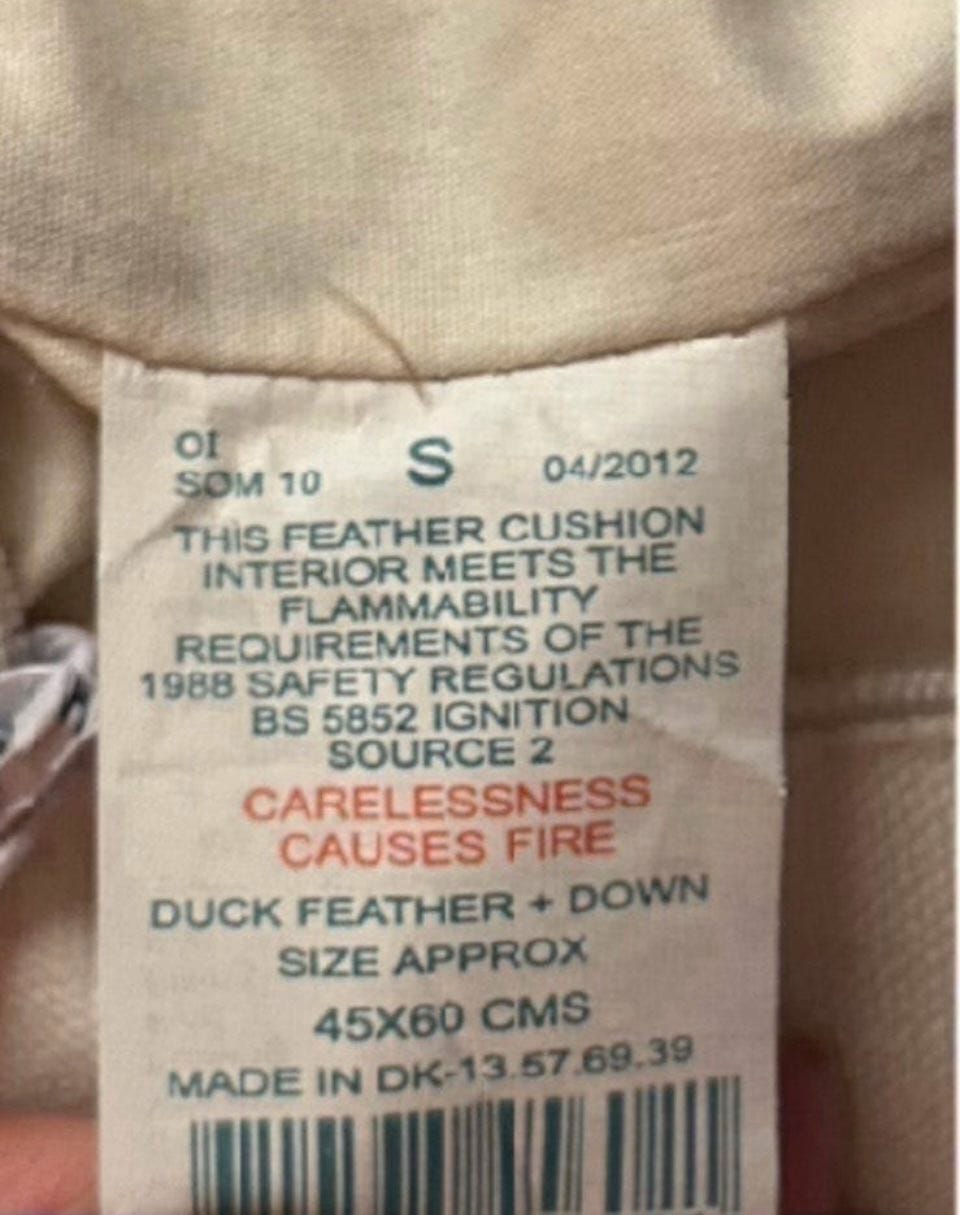 OI
SOM 10 S 04/2012
THIS FEATHER CUSHION
INTERIOR MEETS THE
FLAMMABILITY
REQUIREMENTS OF THE
1988 SAFETY REGULATIONS
BS 5852 IGNITION
SOURCE 2
CARELESSNESS
CAUSES FIRE
DUCK FEATHER + DOWN
SIZE APPROX
45X60 CMS
MADE IN DK-13.57.69.39